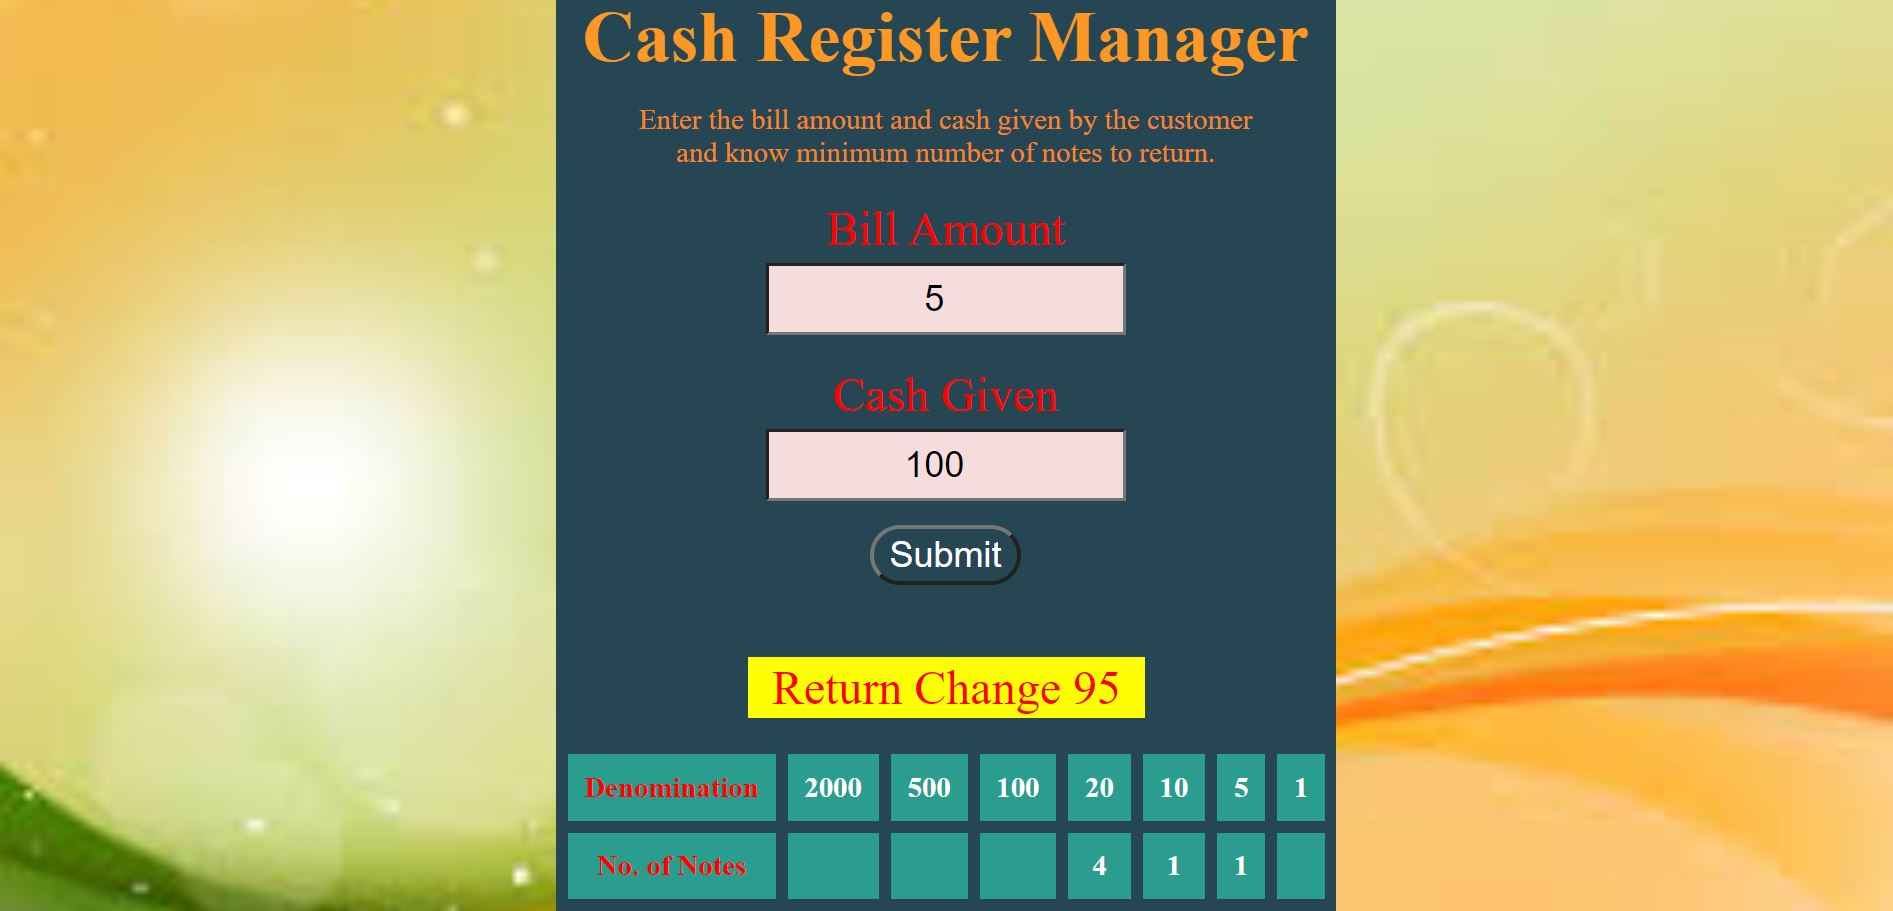 Cash Register Manager
Enter the bill amount and cash given by the customer
and know minimum number of notes to return.
Bill Amount
5
Cash Given
100
Submit
Return Change 95
Denomination 2000 500 100 20 10 5 1
No. of Notes 4 1 1